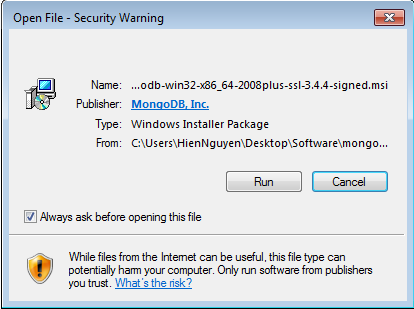 Open File - Security Warning
Name: ...odb-win32-x86_64-2008plus-ssl-3.4.4-signed.msi
Publisher: MongoDB, Inc.
Type: Windows Installer Package
From: C:\Users\HienNguyen\Desktop\Software\mongo...
Run Cancel
Always ask before opening this file
While files from the Internet can be useful, this file type can
potentially harm your computer. Only run software from publishers
you trust. What's the risk?